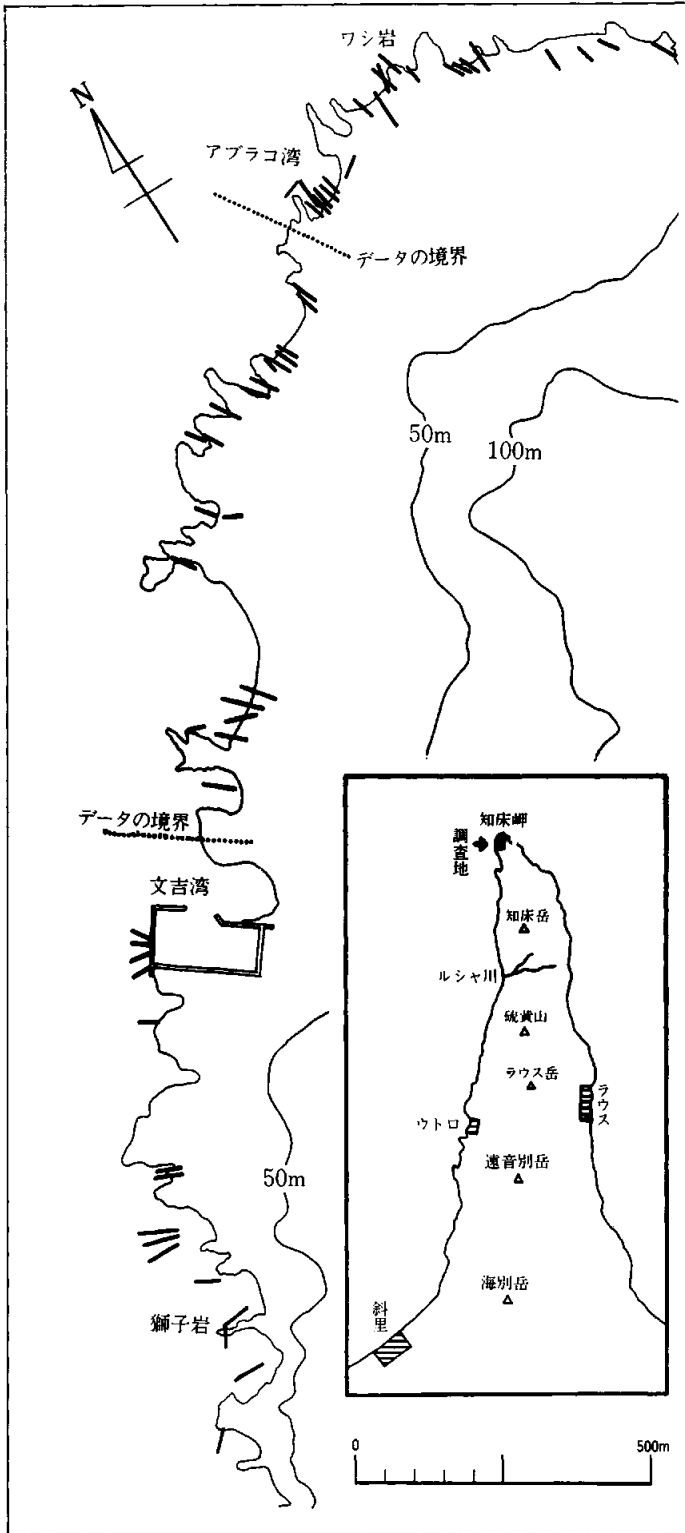 ワシ岩
N
アブラコ湾
データの境界
50m
100m
データの境界
文吉湾
50m
獅子岩
知床岬
調査地
知床岳
ルシャ川
硫黄山
ラウス岳
ラウス
ウトロ
遠音別岳
海別岳
斜里
0
500m